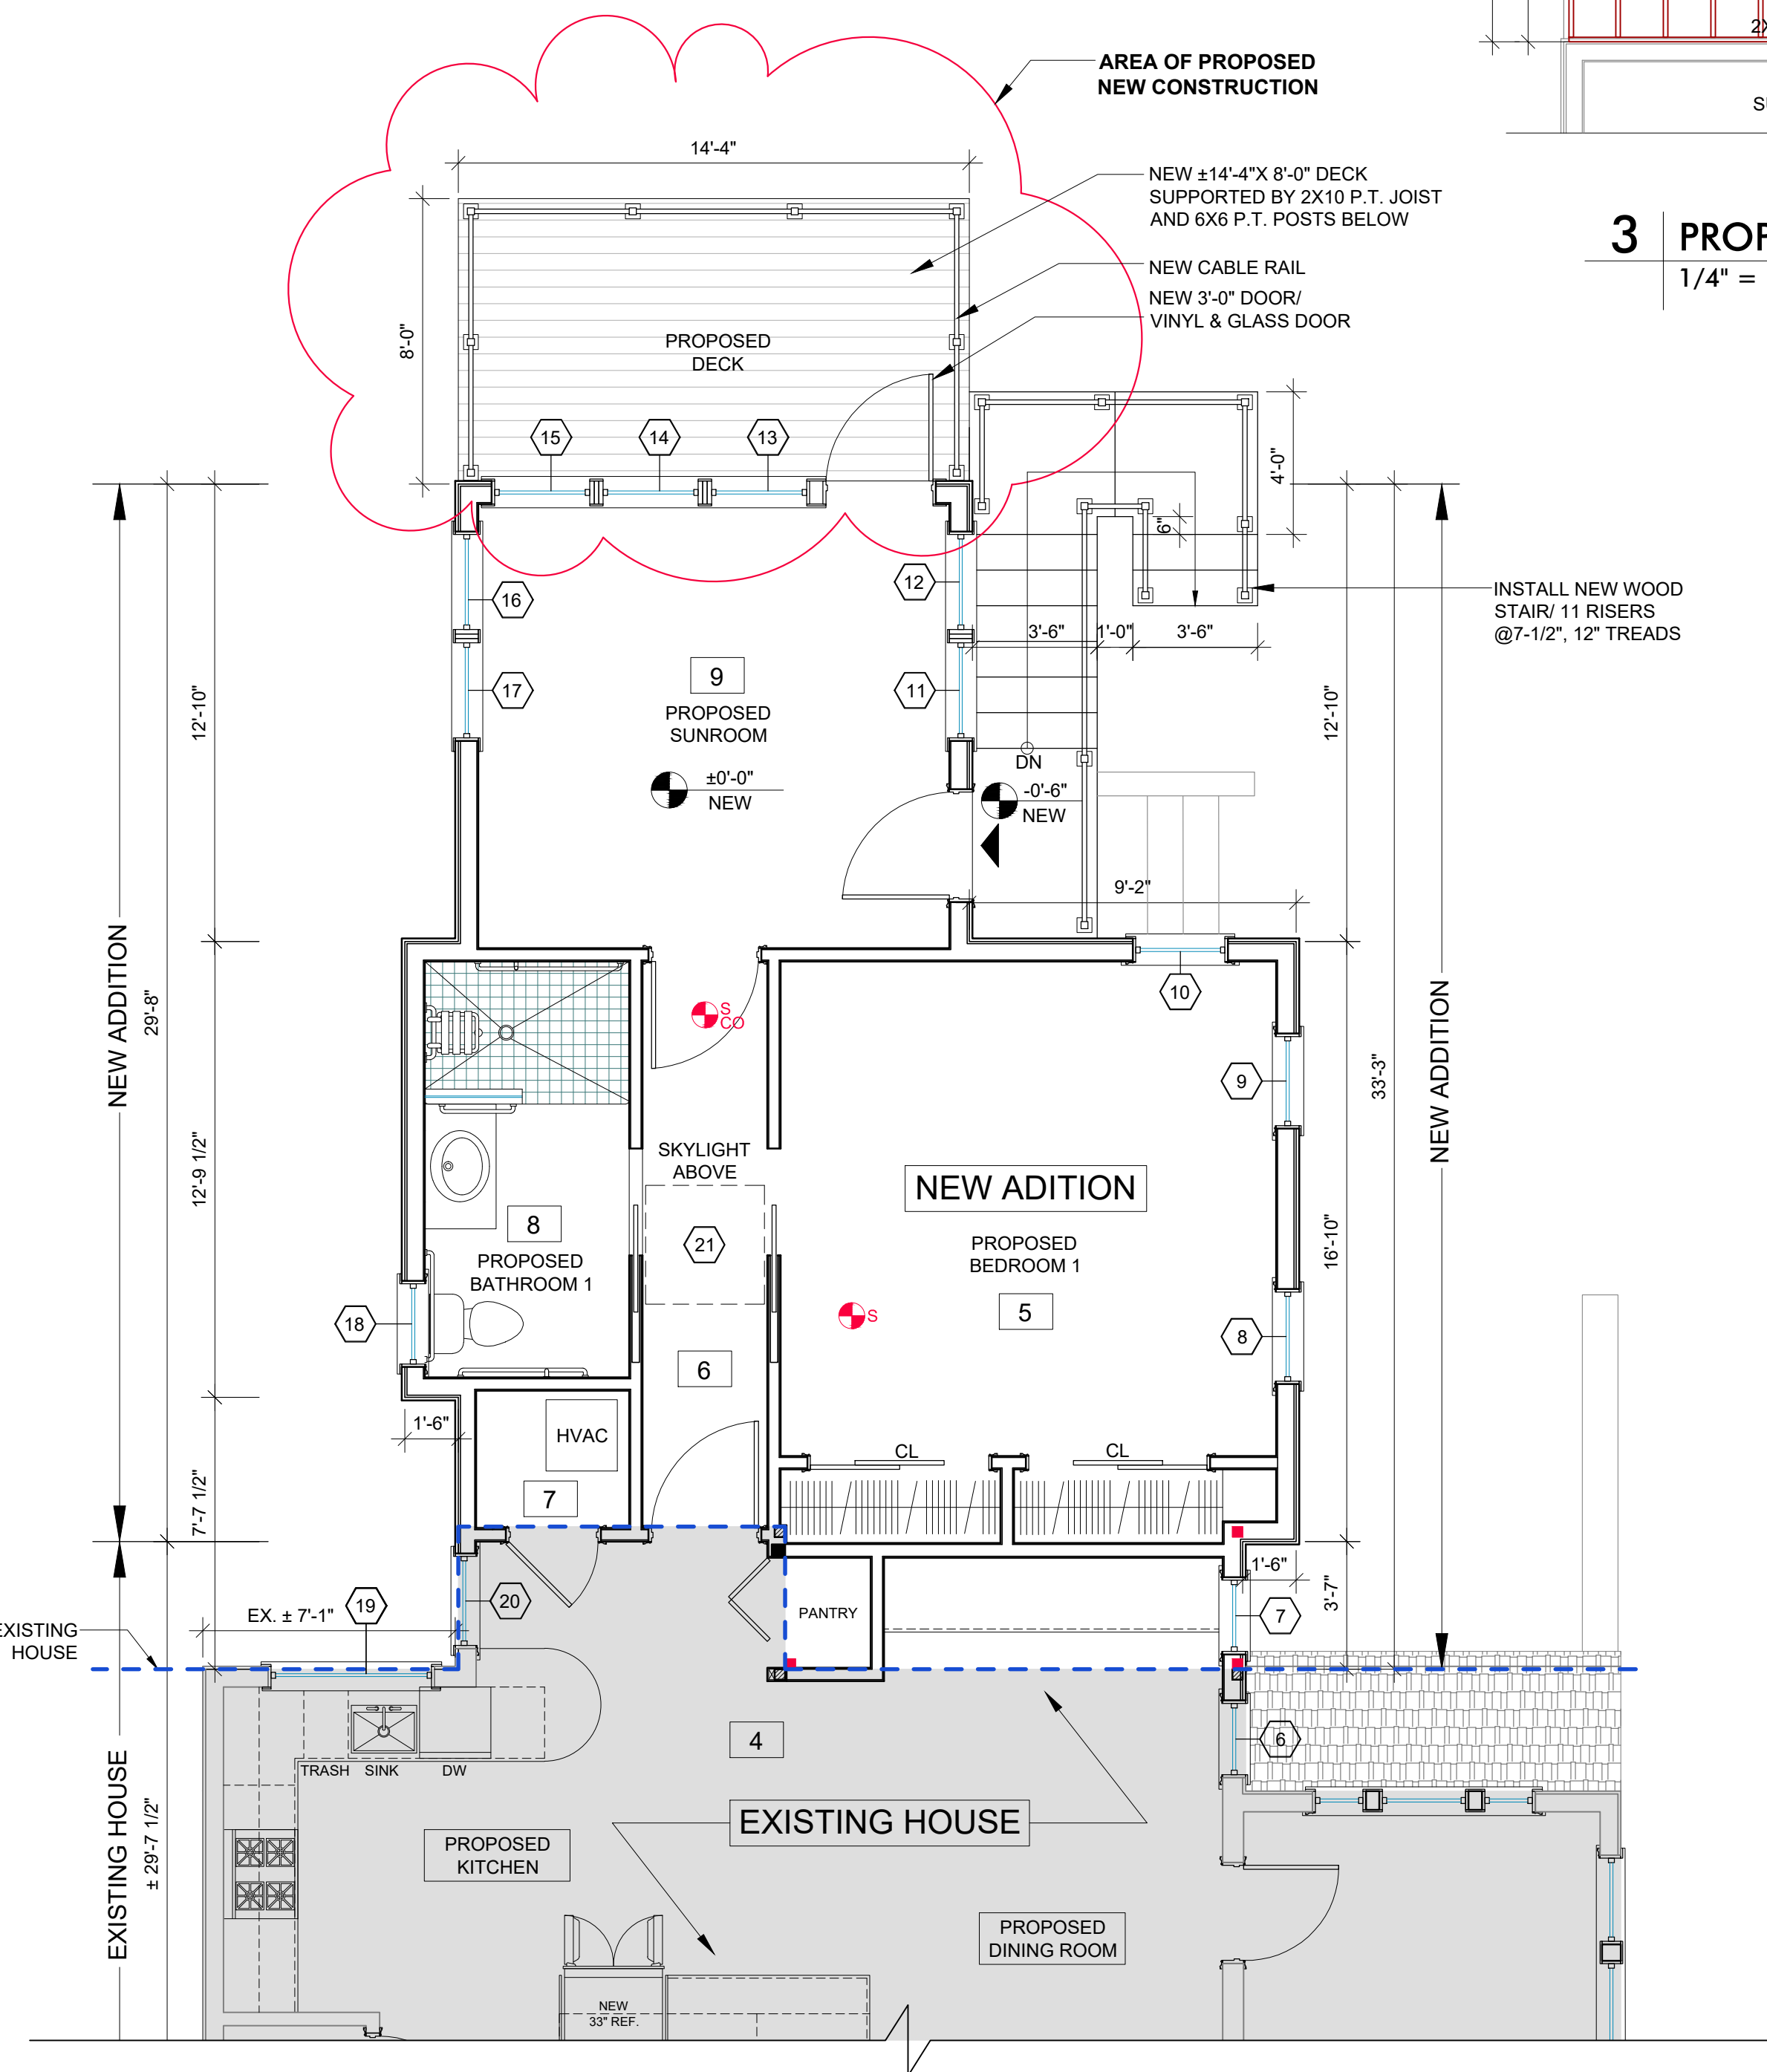 AREA OF PROPOSED
NEW CONSTRUCTION
14'-4"
NEW ±14'-4"X 8'-0" DECK
SUPPORTED BY 2X10 P.T. JOIST
AND 6X6 P.T. POSTS BELOW
3
1/4" =
NEW CABLE RAIL
NEW 3'-0" DOOR/
VINYL & GLASS DOOR
8'-0"
PROPOSED
DECK
15
14
13
4'-0"
6"
12
16
INSTALL NEW WOOD
STAIR/ 11 RISERS
@7-1/2", 12" TREADS
3'-6"
1'-0"
3'-6"
17
9
11
PROPOSED
SUNROOM
12'-10"
12'-10"
DN
±0'-0"
NEW
-0'-6"
NEW
9'-2"
NEW ADDITION
29'-8"
10
S
CO
9
33'-3"
NEW ADDITION
12'-9 1/2"
SKYLIGHT
ABOVE
NEW ADITION
8
21
PROPOSED
BATHROOM 1
PROPOSED
BEDROOM 1
16'-10"
18
S
5
8
6
1'-6"
HVAC
CL
CL
7
7'-7 1/2"
1'-6"
3'-7"
EX. ± 7'-1"
19
20
PANTRY
7
EXISTING
HOUSE
4
6
TRASH
SINK
DW
EXISTING HOUSE
± 29'-7 1/2"
EXISTING HOUSE
PROPOSED
KITCHEN
PROPOSED
DINING ROOM
NEW
33" REF.